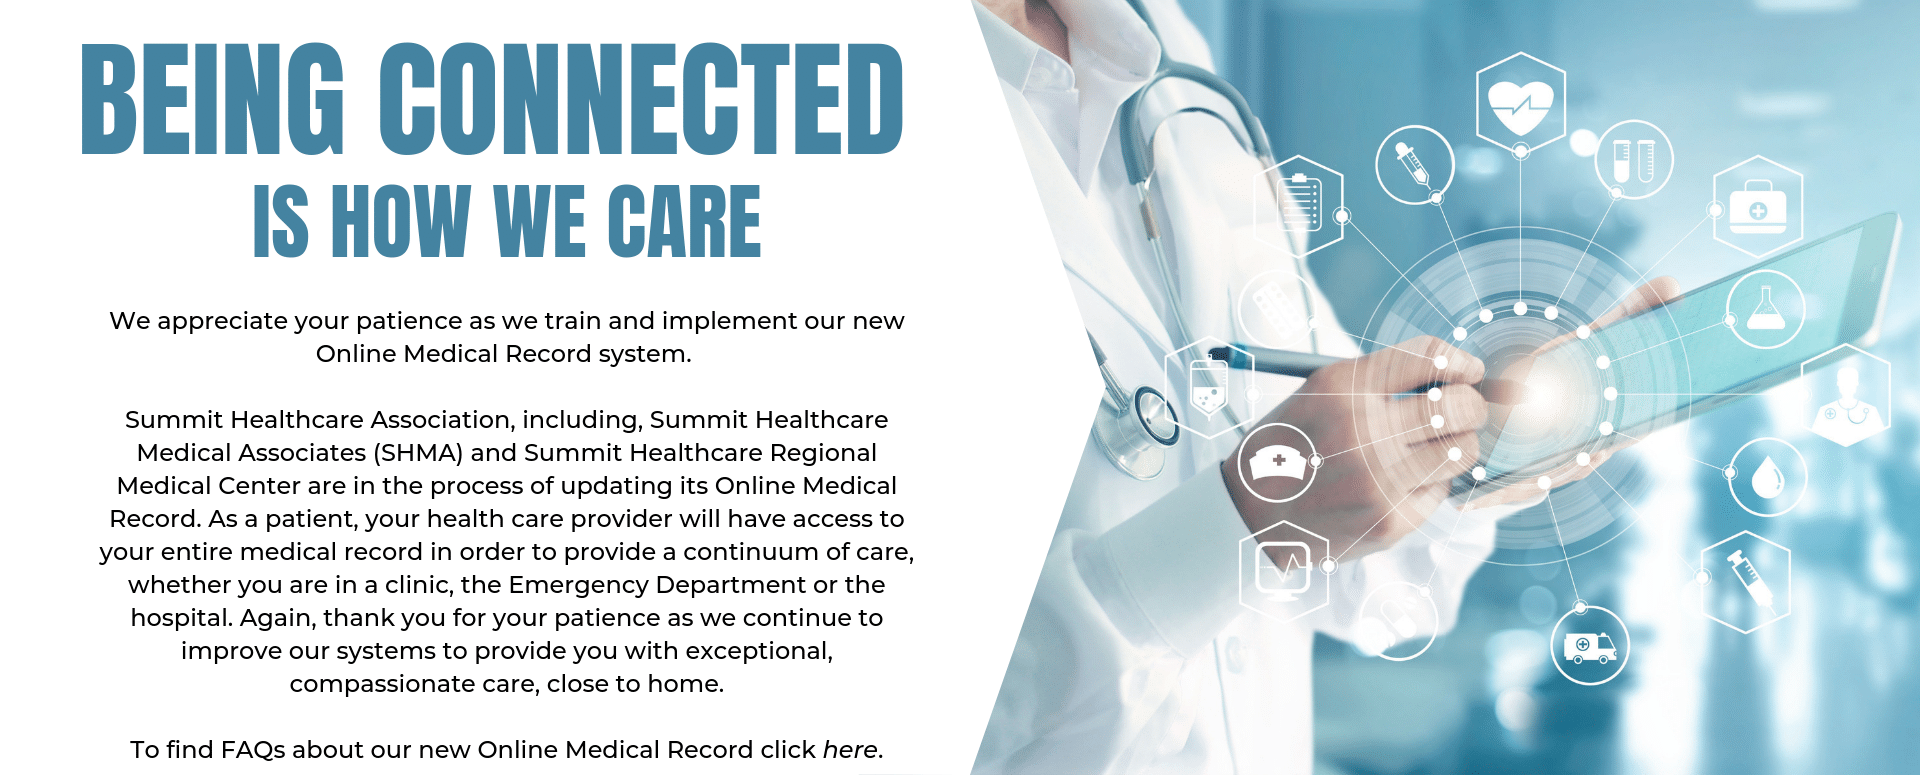 BEING CONNECTED
IS HOW WE CARE
We appreciate your patience as we train and implement our new
Online Medical Record system.
Summit Healthcare Association, including, Summit Healthcare
Medical Associates (SHMA) and Summit Healthcare Regional
Medical Center are in the process of updating its Online Medical
Record. As a patient, your health care provider will have access to
your entire medical record in order to provide a continuum of care,
whether you are in a clinic, the Emergency Department or the
hospital. Again, thank you for your patience as we continue to
improve our systems to provide you with exceptional,
compassionate care, close to home.
To find FAQs about our new Online Medical Record click here.